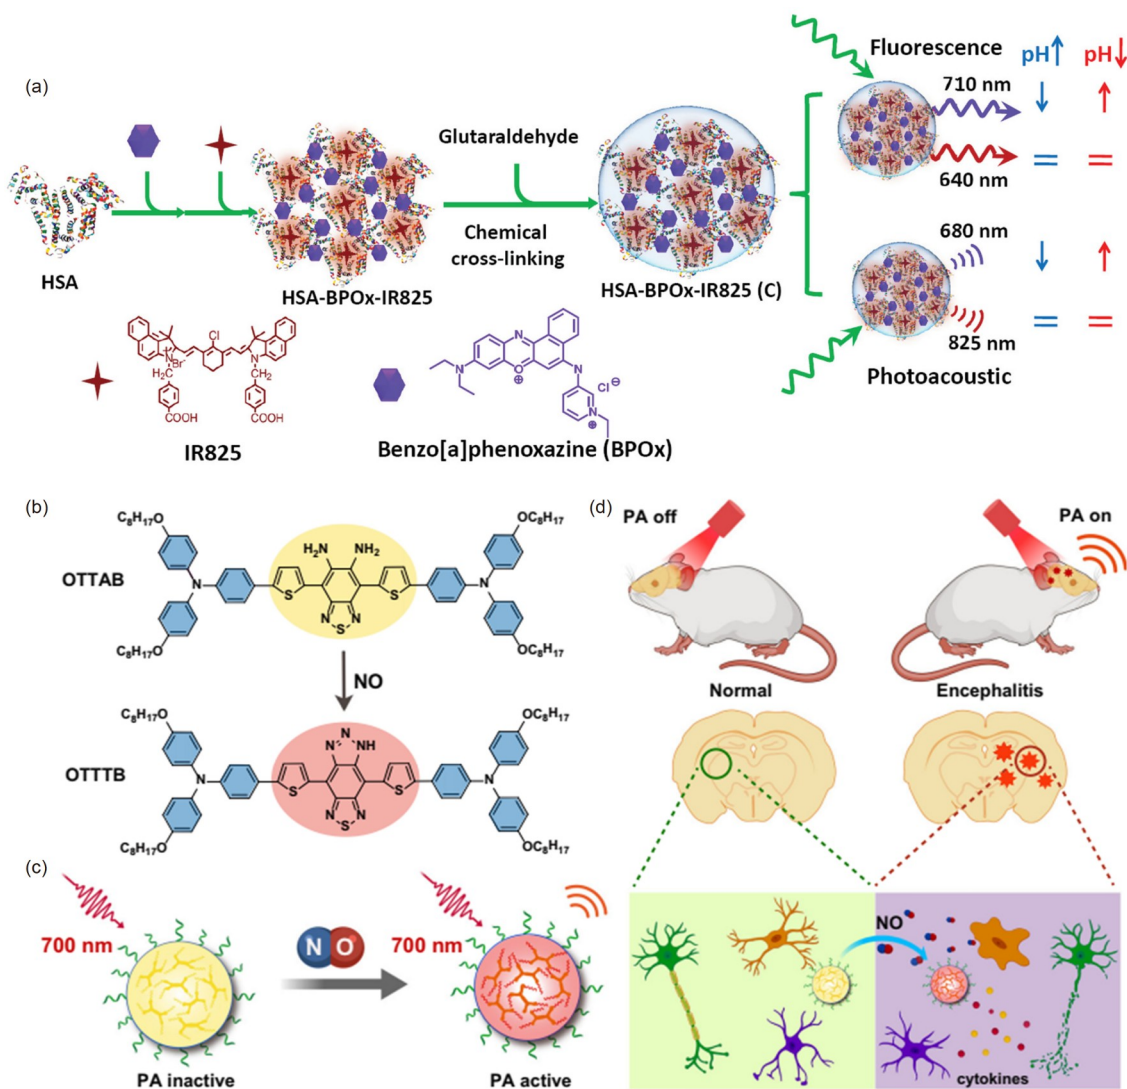 (a)
HSA
HSA-BPOx-IR825
Glutaraldehyde
Chemical
cross-linking
HSA-BPOx-IR825 (C)
Fluorescence
pH↑ pH↓
710 nm
↓ ↑
640 nm
= =
680 nm
↓ ↑
825 nm
= =
Photoacoustic
Cl
N
+
Br-
N
H₂C
CH₂
COOH
COOH
IR825
N
N
O
⊕
N
Cl ⊖
N
⊕
Benzo[a]phenoxazine (BPOx)
(b)
C₈H₁₇O
OC₈H₁₇
H₂N NH₂
OTTAB
N S S N
N N
S
C₈H₁₇O
OC₈H₁₇
NO
C₈H₁₇O
OC₈H₁₇
N
N NH
OTTTB
N S S N
N N
S
C₈H₁₇O
OC₈H₁₇
(c)
700 nm
N O
700 nm
PA inactive
PA active
(d)
PA off
PA on
Normal
Encephalitis
NO
cytokines